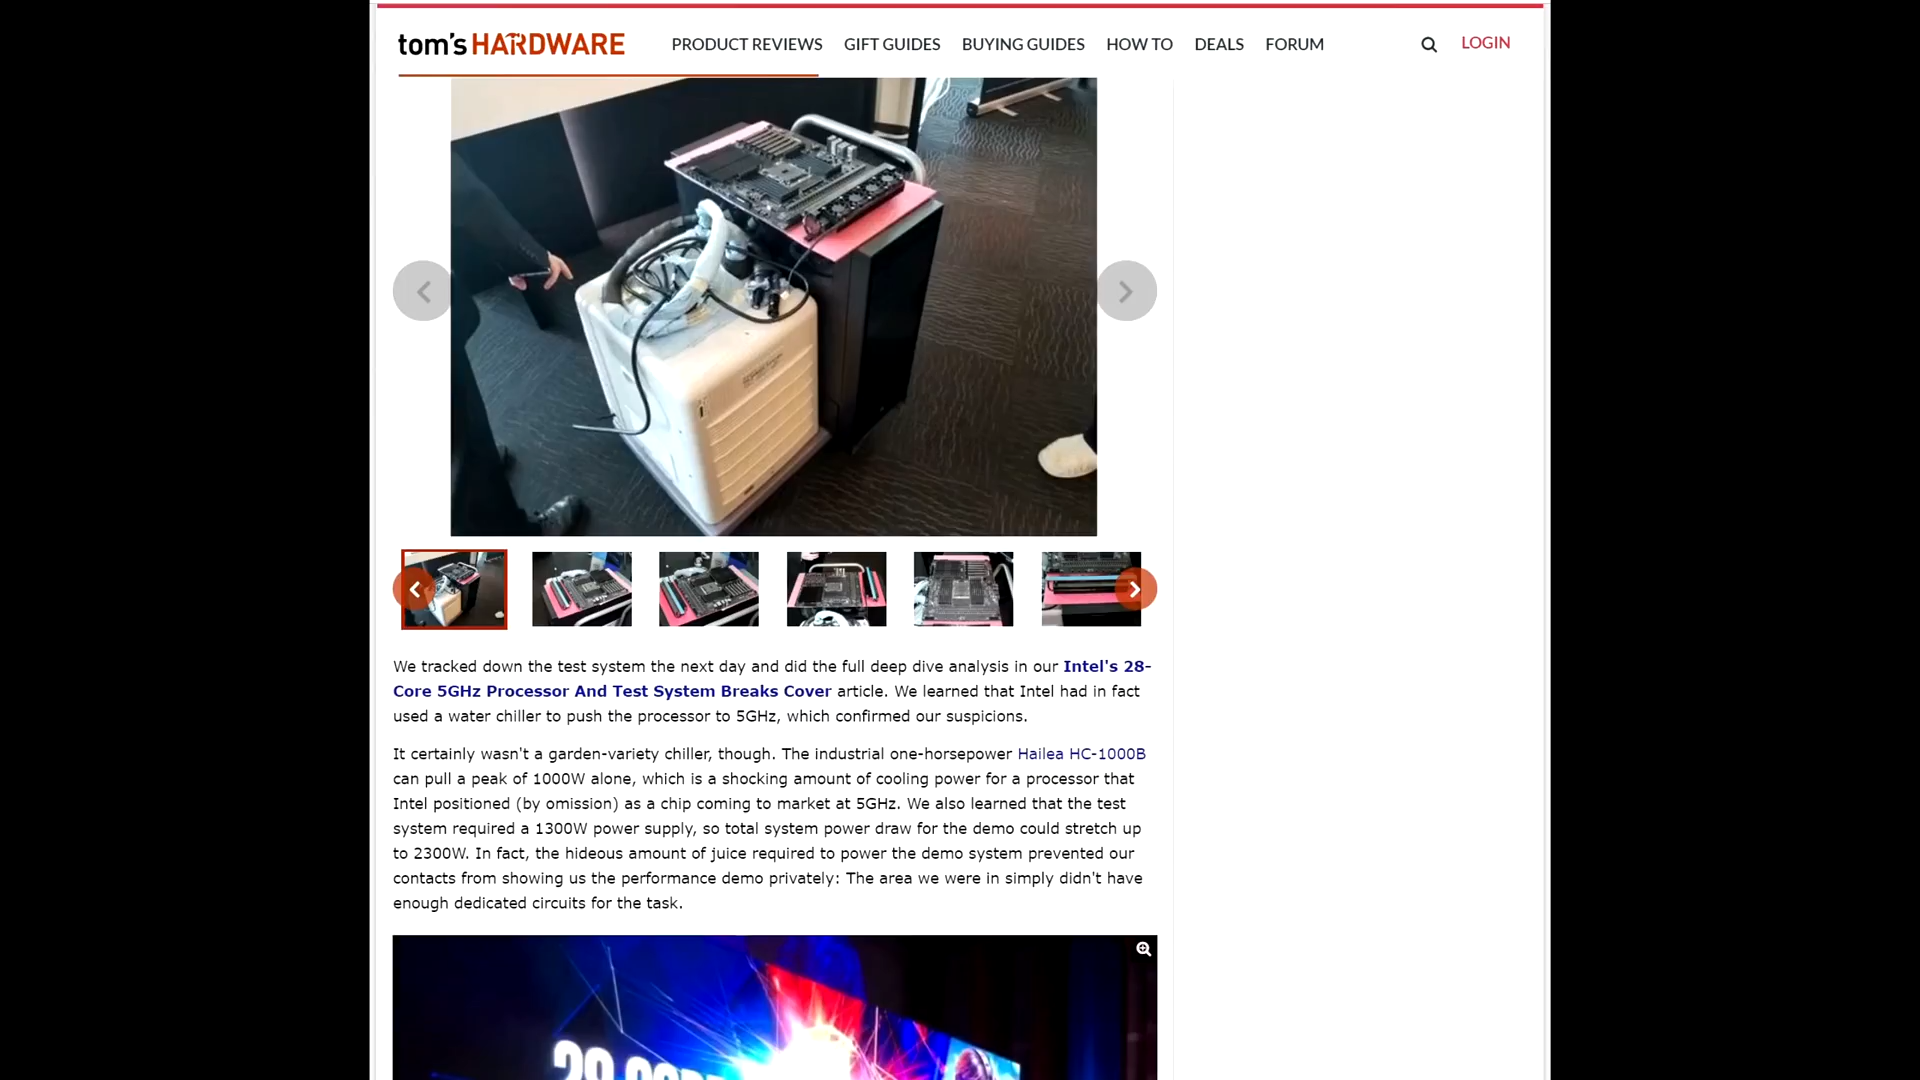 tom's HARDWARE PRODUCT REVIEWS GIFT GUIDES BUYING GUIDES HOW TO DEALS FORUM LOGIN
We tracked down the test system the next day and did the full deep dive analysis in our Intel's 28-
Core 5GHz Processor And Test System Breaks Cover article. We learned that Intel had in fact
used a water chiller to push the processor to 5GHz, which confirmed our suspicions.
It certainly wasn't a garden-variety chiller, though. The industrial one-horsepower Hailea HC-1000B
can pull a peak of 1000W alone, which is a shocking amount of cooling power for a processor that
Intel positioned (by omission) as a chip coming to market at 5GHz. We also learned that the test
system required a 1300W power supply, so total system power draw for the demo could stretch up
to 2300W. In fact, the hideous amount of juice required to power the demo system prevented our
contacts from showing us the performance demo privately: The area we were in simply didn't have
enough dedicated circuits for the task.
28 CORE